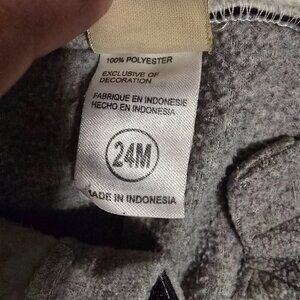 100% POLYESTER
EXCLUSIVE OF
DECORATION
FABRIQUE EN INDONESIE
HECHO EN INDONESIA
24M
MADE IN INDONESIA